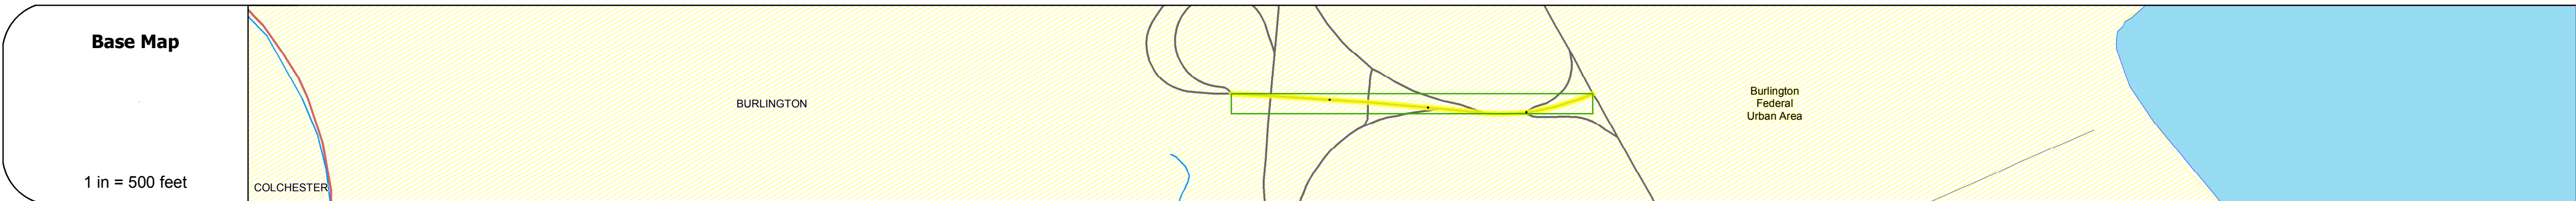 Base Map
1 in = 500 feet
COLCHESTER
BURLINGTON
Burlington
Federal
Urban Area